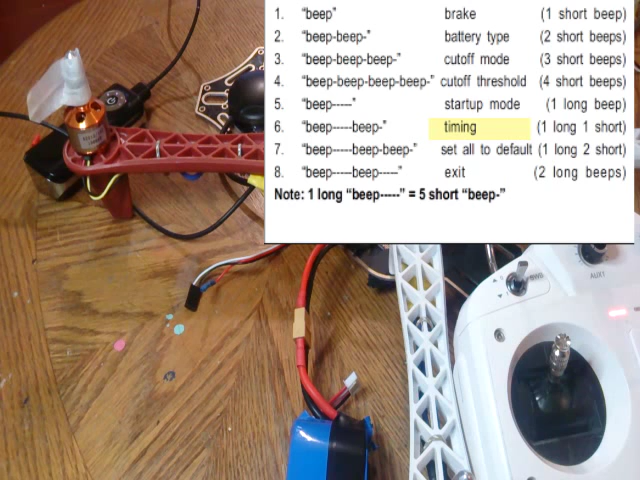 1. “beep” brake (1 short beep)
2. “beep-beep-” battery type (2 short beeps)
3. “beep-beep-beep-” cutoff mode (3 short beeps)
4. “beep-beep-beep-beep-” cutoff threshold (4 short beeps)
5. “beep-----” startup mode (1 long beep)
6. “beep-----beep-” timing (1 long 1 short)
7. “beep-----beep-beep-” set all to default (1 long 2 short)
8. “beep-----beep-----” exit (2 long beeps)
Note: 1 long “beep-----” = 5 short “beep-”
AUX1